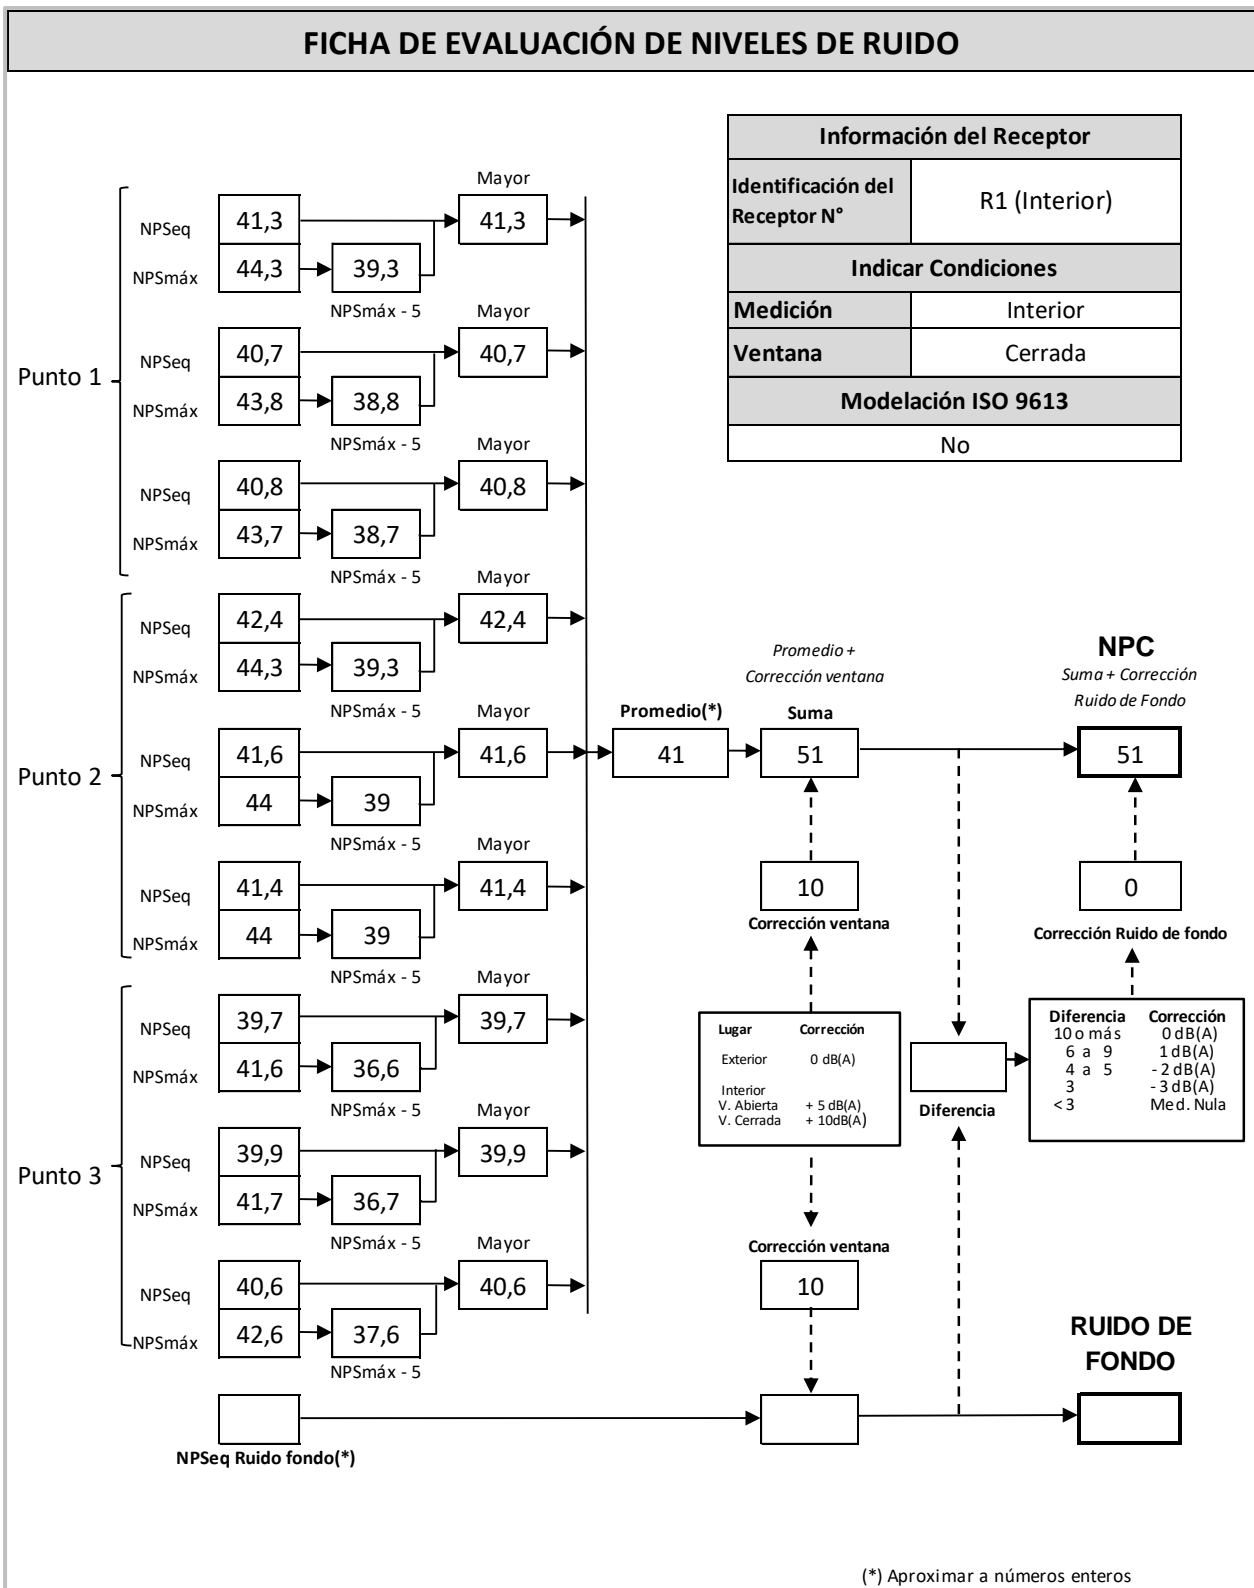 FICHA DE EVALUACIÓN DE NIVELES DE RUIDO
Información del Receptor
Identificación del Receptor N°
R1 (Interior)
Indicar Condiciones
Medición
Interior
Ventana
Cerrada
Modelación ISO 9613
No
Punto 1
Mayor
NPSeq
41,3
41,3
NPSmáx
44,3
39,3
NPSmáx - 5
Mayor
NPSeq
40,7
40,7
NPSmáx
43,8
38,8
NPSmáx - 5
Mayor
NPSeq
40,8
40,8
NPSmáx
43,7
38,7
NPSmáx - 5
Punto 2
Mayor
NPSeq
42,4
42,4
NPSmáx
44,3
39,3
NPSmáx - 5
Mayor
NPSeq
41,6
41,6
NPSmáx
44
39
NPSmáx - 5
Mayor
NPSeq
41,4
41,4
NPSmáx
44
39
NPSmáx - 5
Punto 3
Mayor
NPSeq
39,7
39,7
NPSmáx
41,6
36,6
NPSmáx - 5
Mayor
NPSeq
39,9
39,9
NPSmáx
41,7
36,7
NPSmáx - 5
Mayor
NPSeq
40,6
40,6
NPSmáx
42,6
37,6
NPSmáx - 5
NPSeq Ruido fondo(*)
Promedio(*)
41
Promedio +
Corrección ventana
Suma
51
10
Corrección ventana
Lugar Corrección
Exterior 0 dB(A)
Interior
V. Abierta + 5 dB(A)
V. Cerrada + 10dB(A)
Corrección ventana
10
Diferencia
NPC
Suma + Corrección
Ruido de Fondo
51
0
Corrección Ruido de fondo
Diferencia Corrección
10 o más 0 dB(A)
6 a 9 1 dB(A)
4 a 5 - 2 dB(A)
3 - 3 dB(A)
< 3 Med. Nula
RUIDO DE
FONDO
(*) Aproximar a números enteros